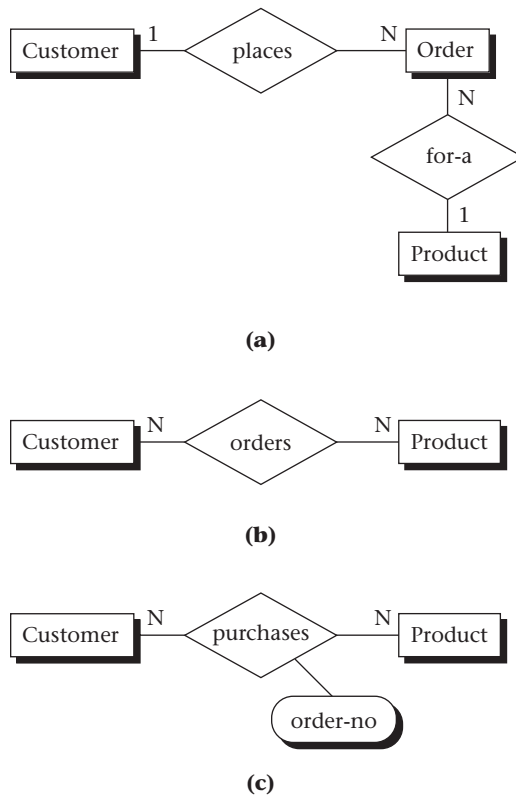 Customer 1 places N Order
N
for-a
1
Product
(a)
Customer N orders N Product
(b)
Customer N purchases N Product
order-no
(c)